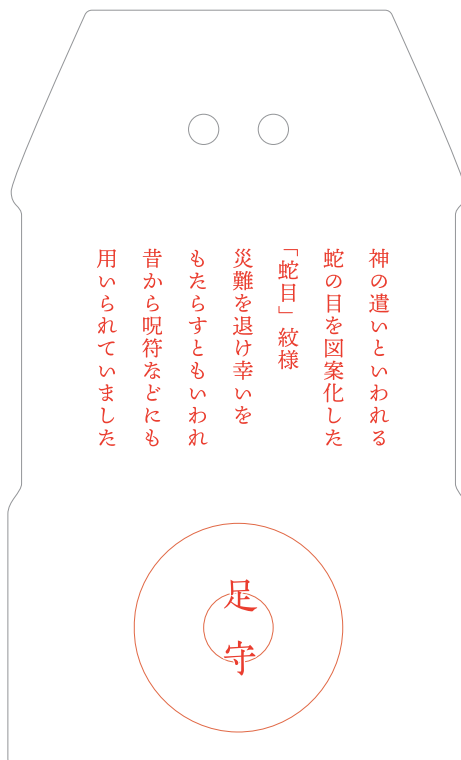 神の遣いといわれる
蛇の目を図案化した
「蛇目」紋様
災難を退け幸いを
もたらすともいわれ
昔から呪符などにも
用いられていました
足守